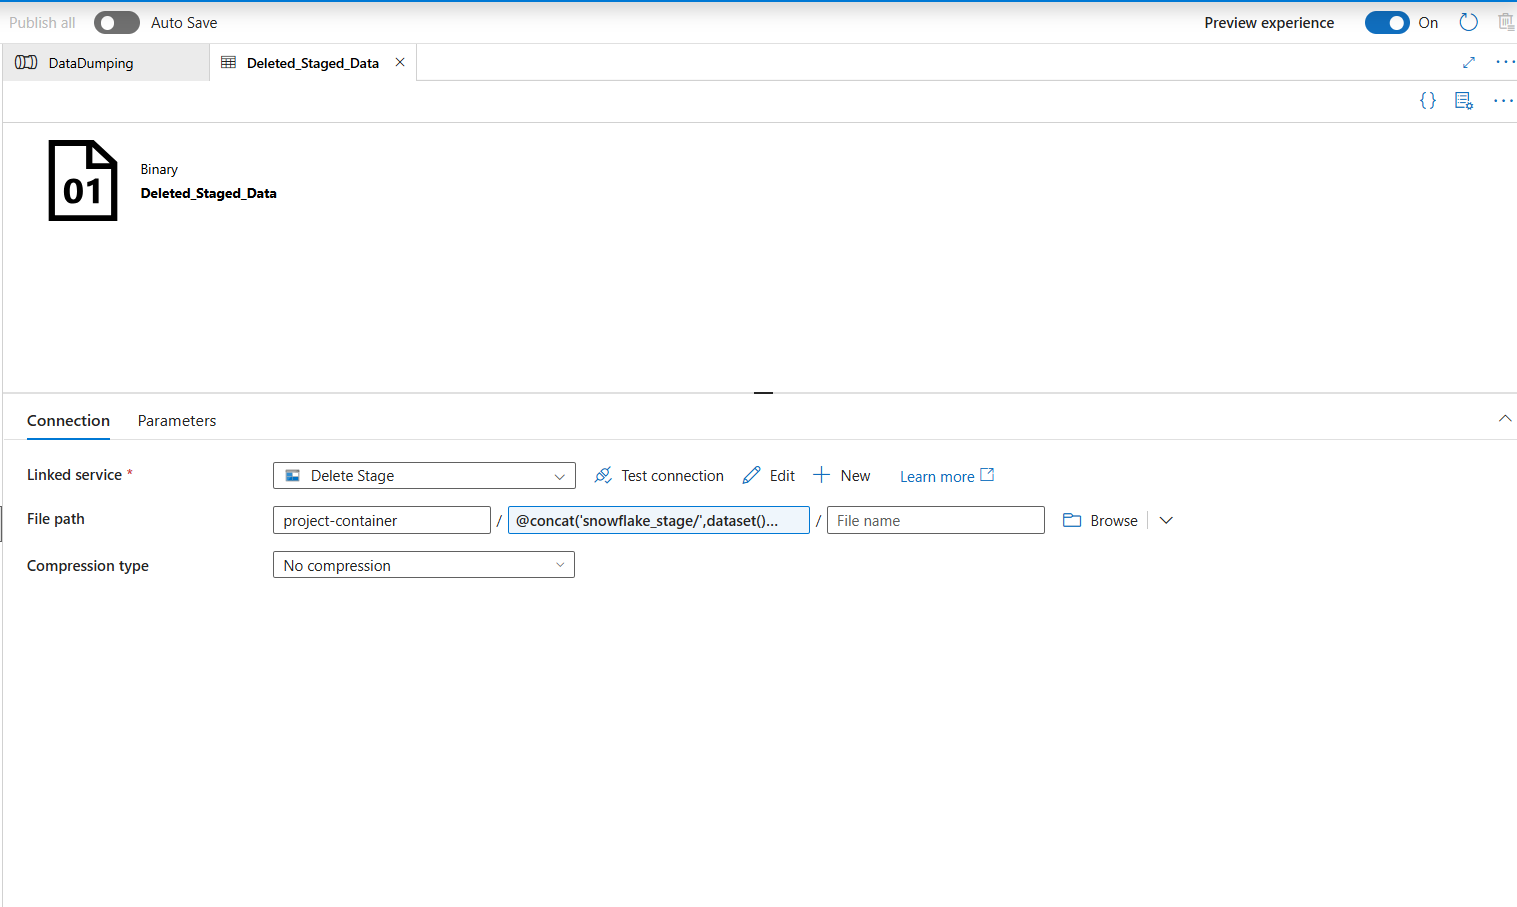 Publish all Auto Save Preview experience On
DataDumping Deleted_Staged_Data
{}
01
Binary
Deleted_Staged_Data
Connection Parameters
Linked service * Delete Stage Test connection Edit New Learn more
File path project-container / @concat('snowflake_stage/',dataset()... / File name Browse
Compression type No compression